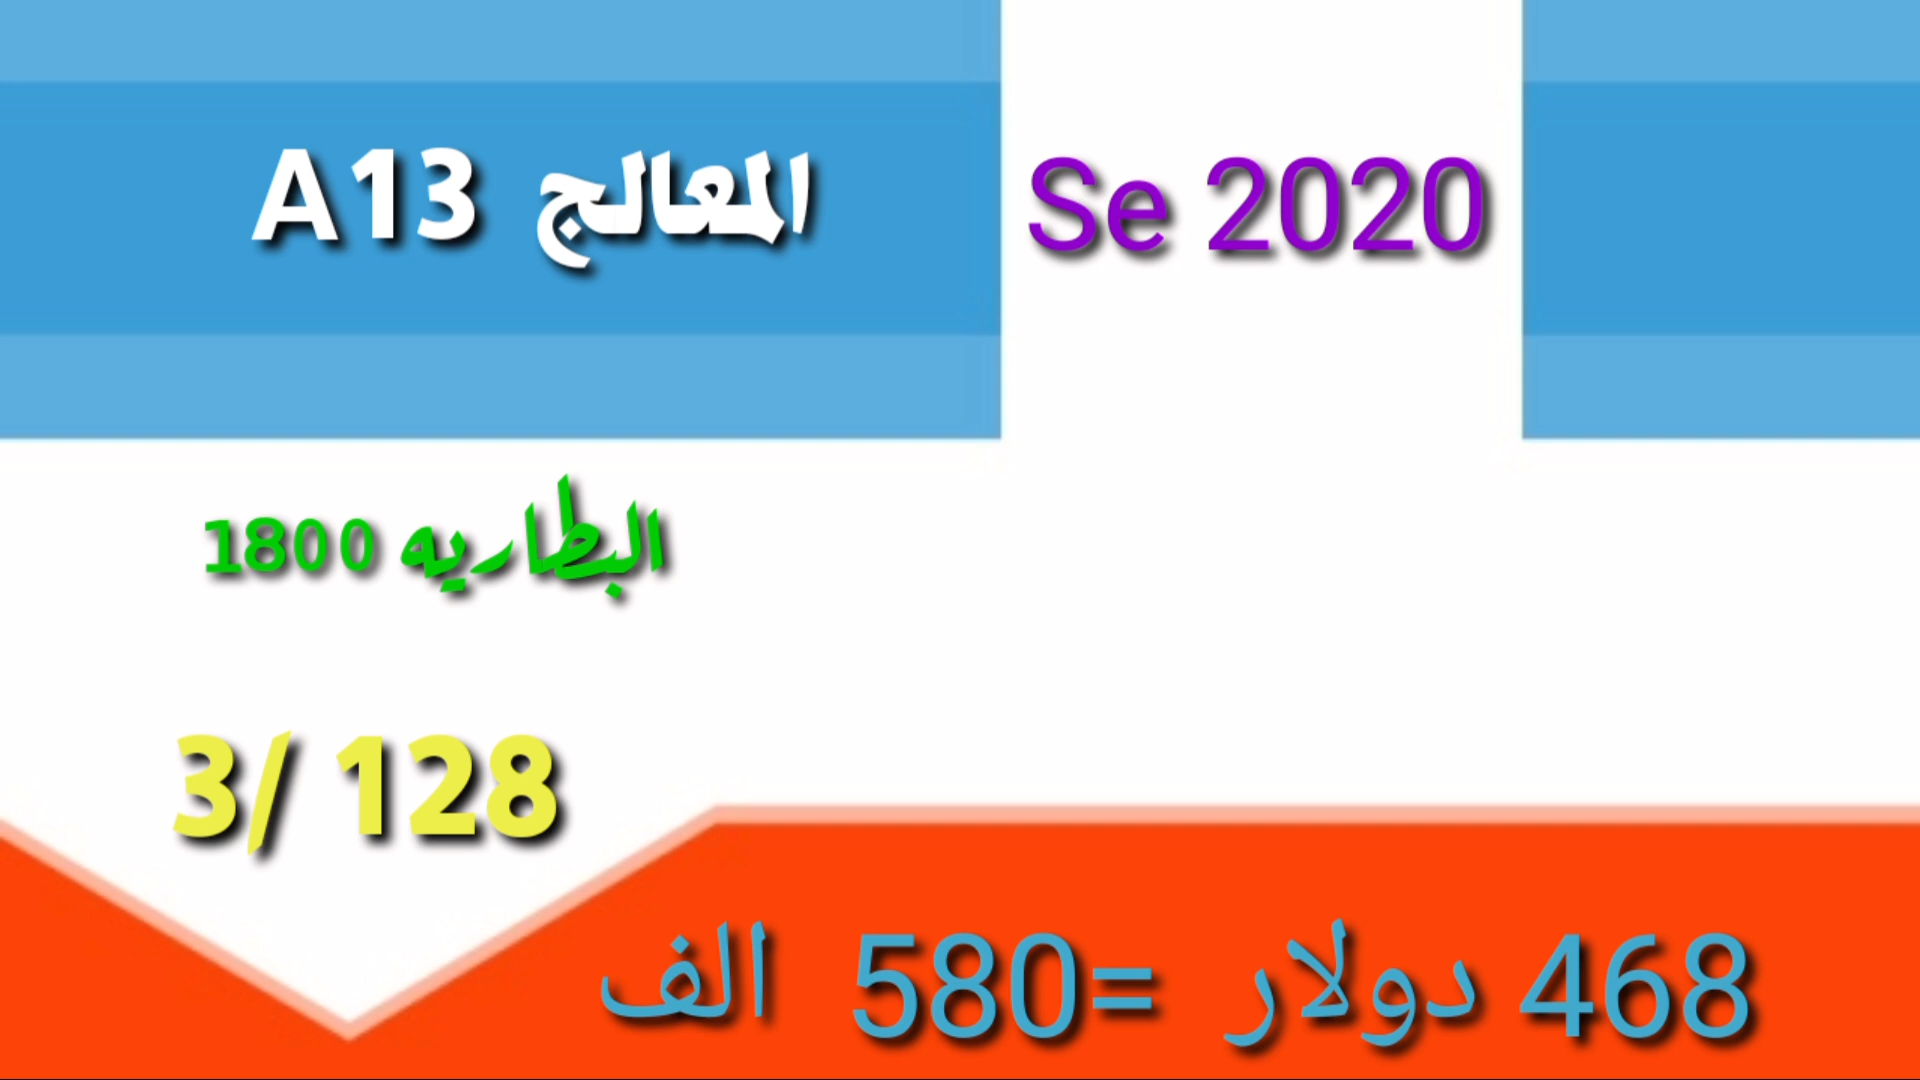 Se 2020
المعالج A13
البطاريه 1800
3/ 128
468 دولار =580 الف